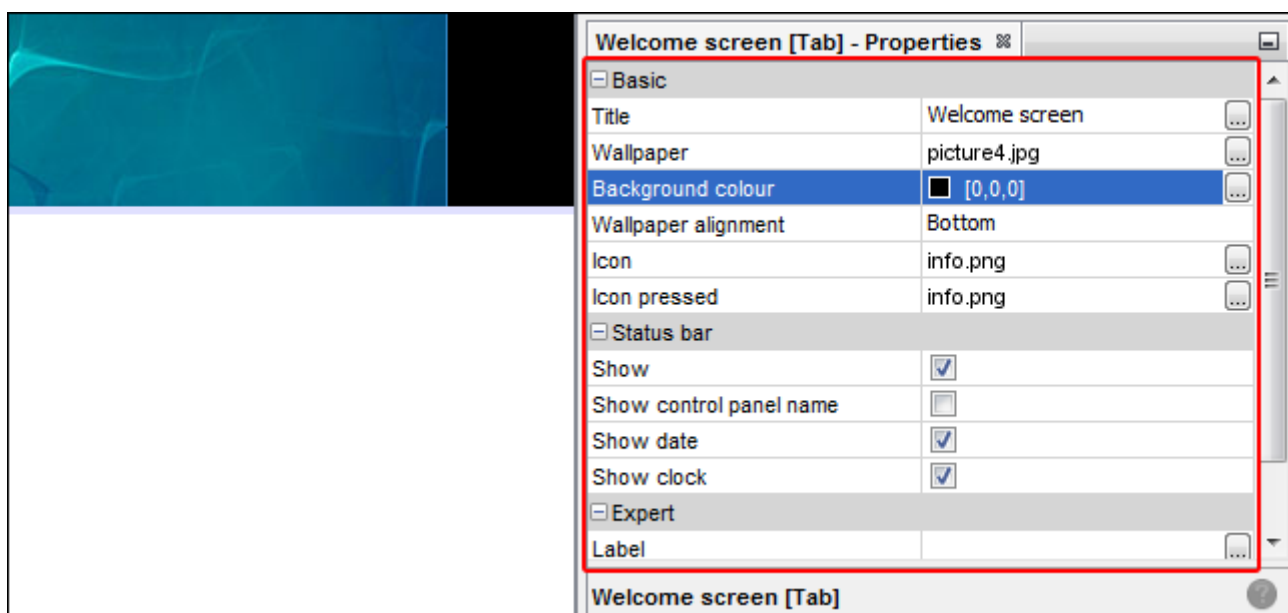 Welcome screen [Tab] - Properties
Basic
Title Welcome screen ...
Wallpaper picture4.jpg ...
Background colour [0,0,0] ...
Wallpaper alignment Bottom
Icon info.png ...
Icon pressed info.png ...
Status bar
Show
Show control panel name
Show date
Show clock
Expert
Label ...
Welcome screen [Tab] ?